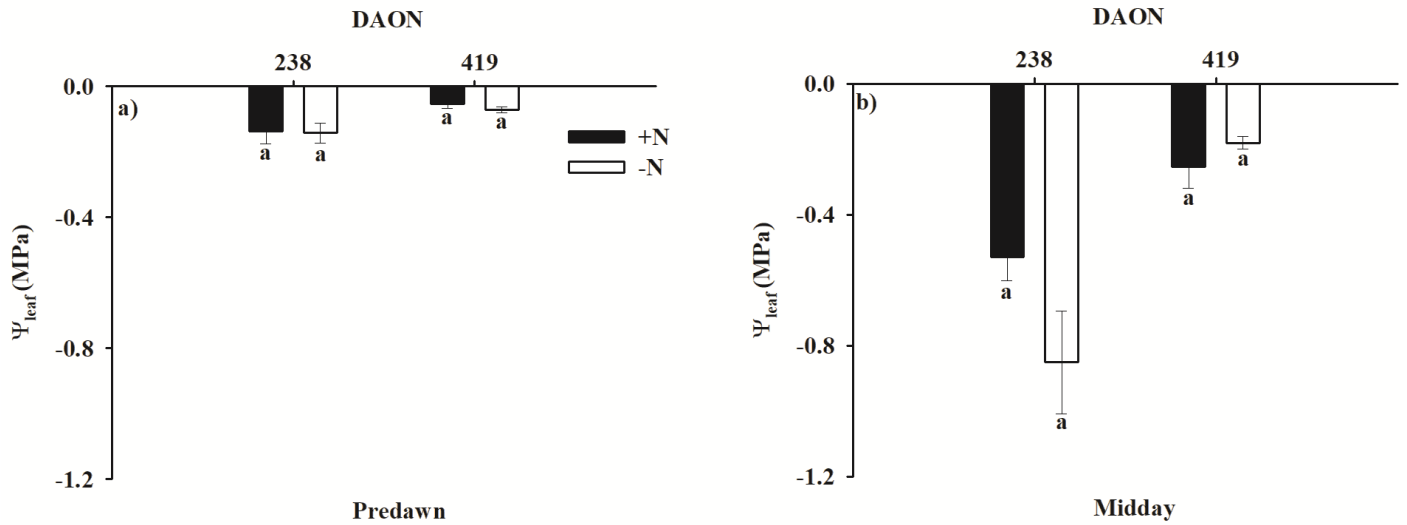 DAON
238 419
0.0
a)
a a a a
+N
-N
-0.4
-0.8
-1.2
Ψleaf (MPa)
Predawn
DAON
238 419
0.0
b)
a a a a
-0.4
-0.8
-1.2
Ψleaf (MPa)
Midday